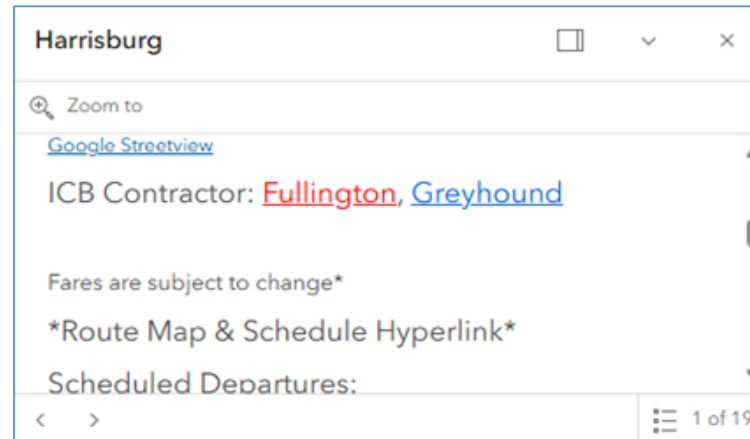 Harrisburg
Zoom to
Google Streetview
ICB Contractor: Fullington, Greyhound
Fares are subject to change*
*Route Map & Schedule Hyperlink*
Scheduled Departures:
1 of 19